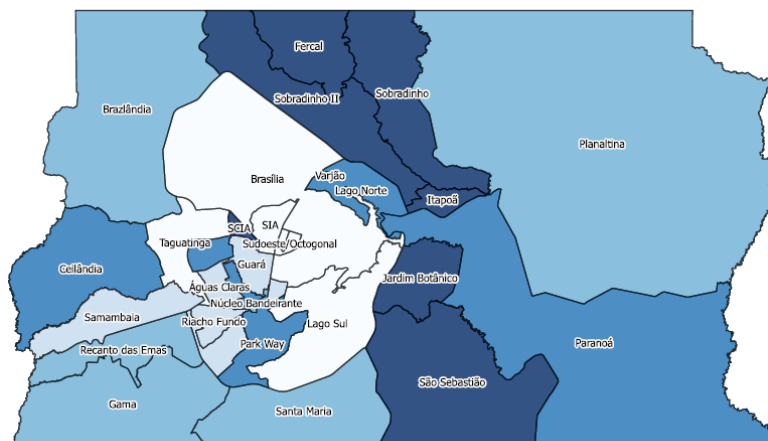 Fercal
Sobradinho II
Sobradinho
Brazlândia
Planaltina
Varjão
Brasília
Lago Norte
Itapoã
SCIA
SIA
Taguatinga
Sudoeste/Octogonal
Guará
Ceilândia
Jardim Botânico
Águas Claras
Núcleo Bandeirante
Samambaia
Riacho Fundo
Lago Sul
Recanto das Emas
Park Way
Paranoá
São Sebastião
Gama
Santa Maria